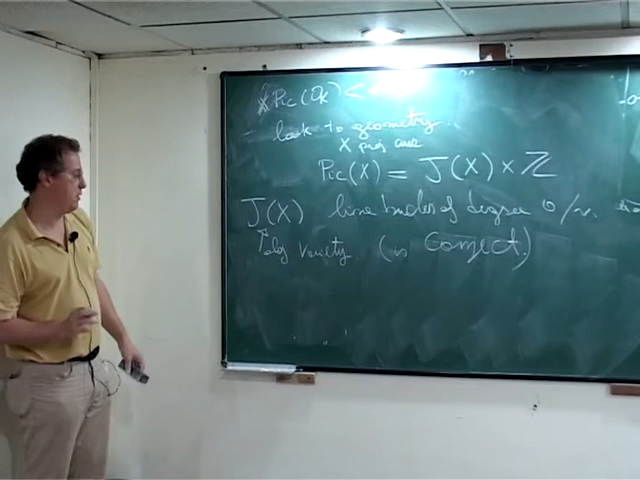 # Pic(O_K) <
look to geometry...
X proj curve
Pic(X) = J(X) × ℤ
J(X) line bundles of degree 0/~.
↑ alg variety (is compact.)